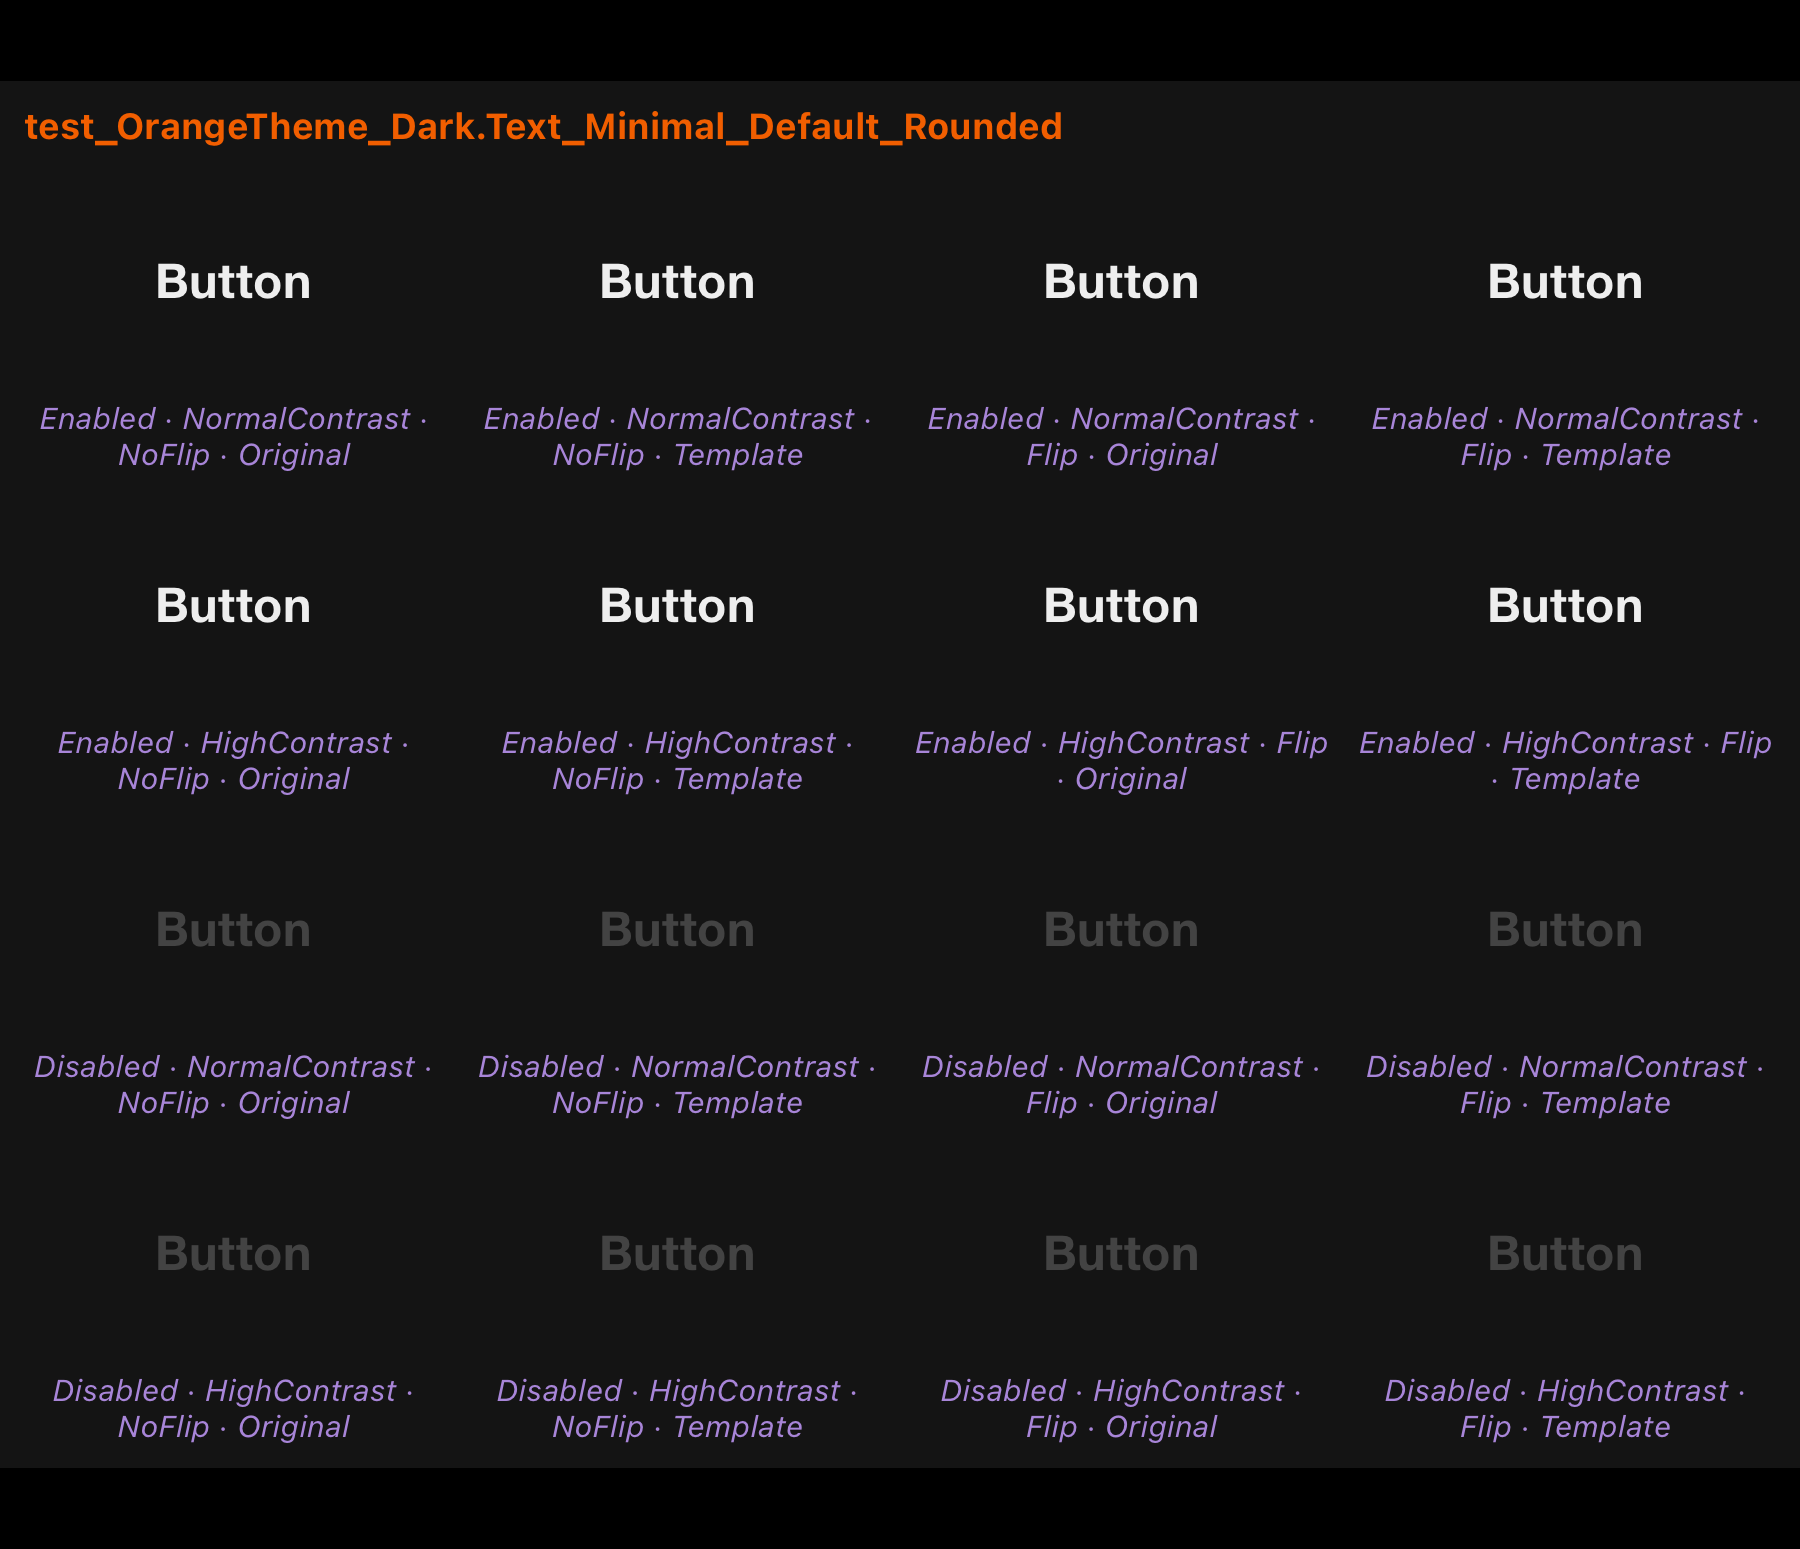 test_OrangeTheme_Dark.Text_Minimal_Default_Rounded
Button Button Button Button
Enabled · NormalContrast ·
NoFlip · Original
Enabled · NormalContrast ·
NoFlip · Template
Enabled · NormalContrast ·
Flip · Original
Enabled · NormalContrast ·
Flip · Template
Button Button Button Button
Enabled · HighContrast ·
NoFlip · Original
Enabled · HighContrast ·
NoFlip · Template
Enabled · HighContrast · Flip
· Original
Enabled · HighContrast · Flip
· Template
Button Button Button Button
Disabled · NormalContrast ·
NoFlip · Original
Disabled · NormalContrast ·
NoFlip · Template
Disabled · NormalContrast ·
Flip · Original
Disabled · NormalContrast ·
Flip · Template
Button Button Button Button
Disabled · HighContrast ·
NoFlip · Original
Disabled · HighContrast ·
NoFlip · Template
Disabled · HighContrast ·
Flip · Original
Disabled · HighContrast ·
Flip · Template